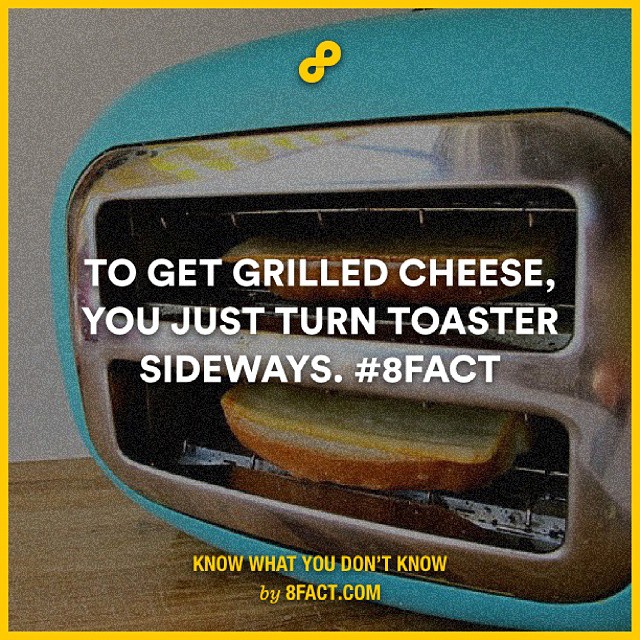 TO GET GRILLED CHEESE,
YOU JUST TURN TOASTER
SIDEWAYS. #8FACT
KNOW WHAT YOU DON'T KNOW
by 8FACT.COM